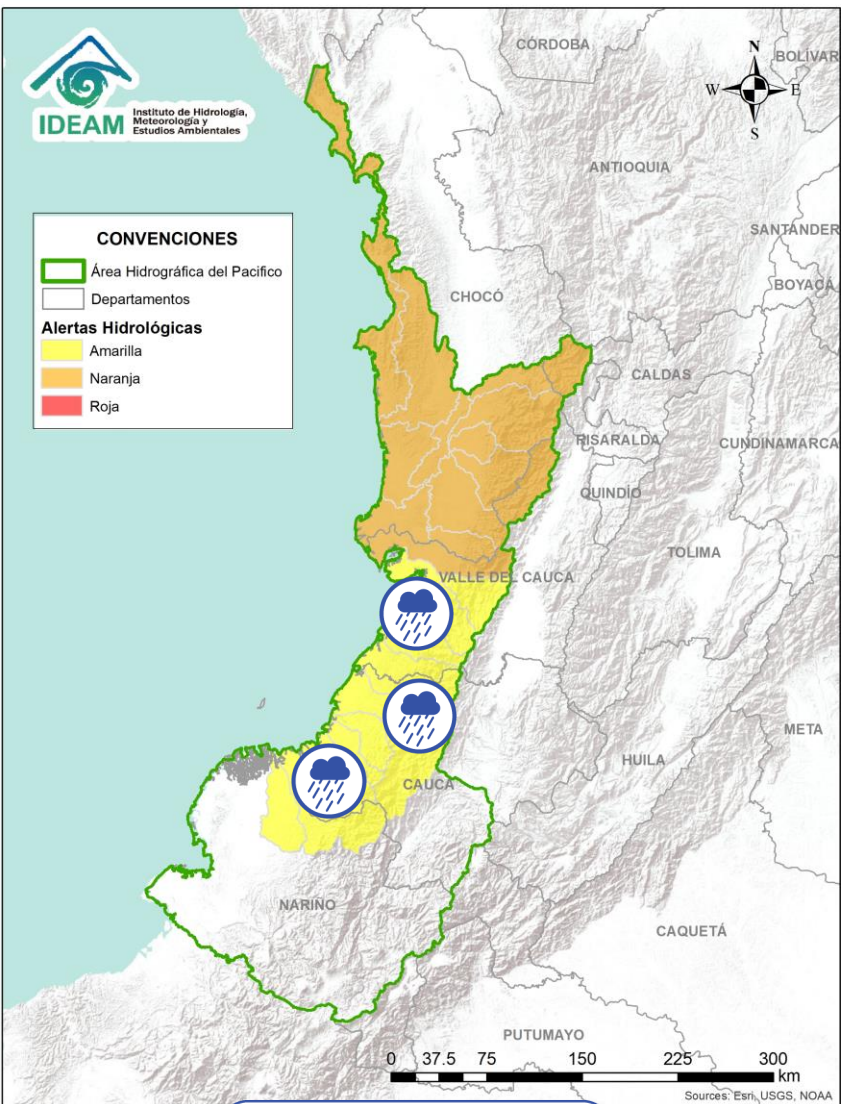 CÓRDOBA
BOLÍVAR
N
W E
S
IDEAM Instituto de Hidrología,
Meteorología y
Estudios Ambientales
ANTIOQUIA
SANTANDER
BOYACÁ
CONVENCIONES
Área Hidrográfica del Pacifico
Departamentos
Alertas Hidrológicas
Amarilla
Naranja
Roja
CHOCÓ
CALDAS
RISARALDA
CUNDINAMARCA
QUINDÍO
TOLIMA
VALLE DEL CAUCA
META
HUILA
CAUCA
NARIÑO
CAQUETÁ
PUTUMAYO
0 37.5 75 150 225 300
km
Sources: Esri, USGS, NOAA